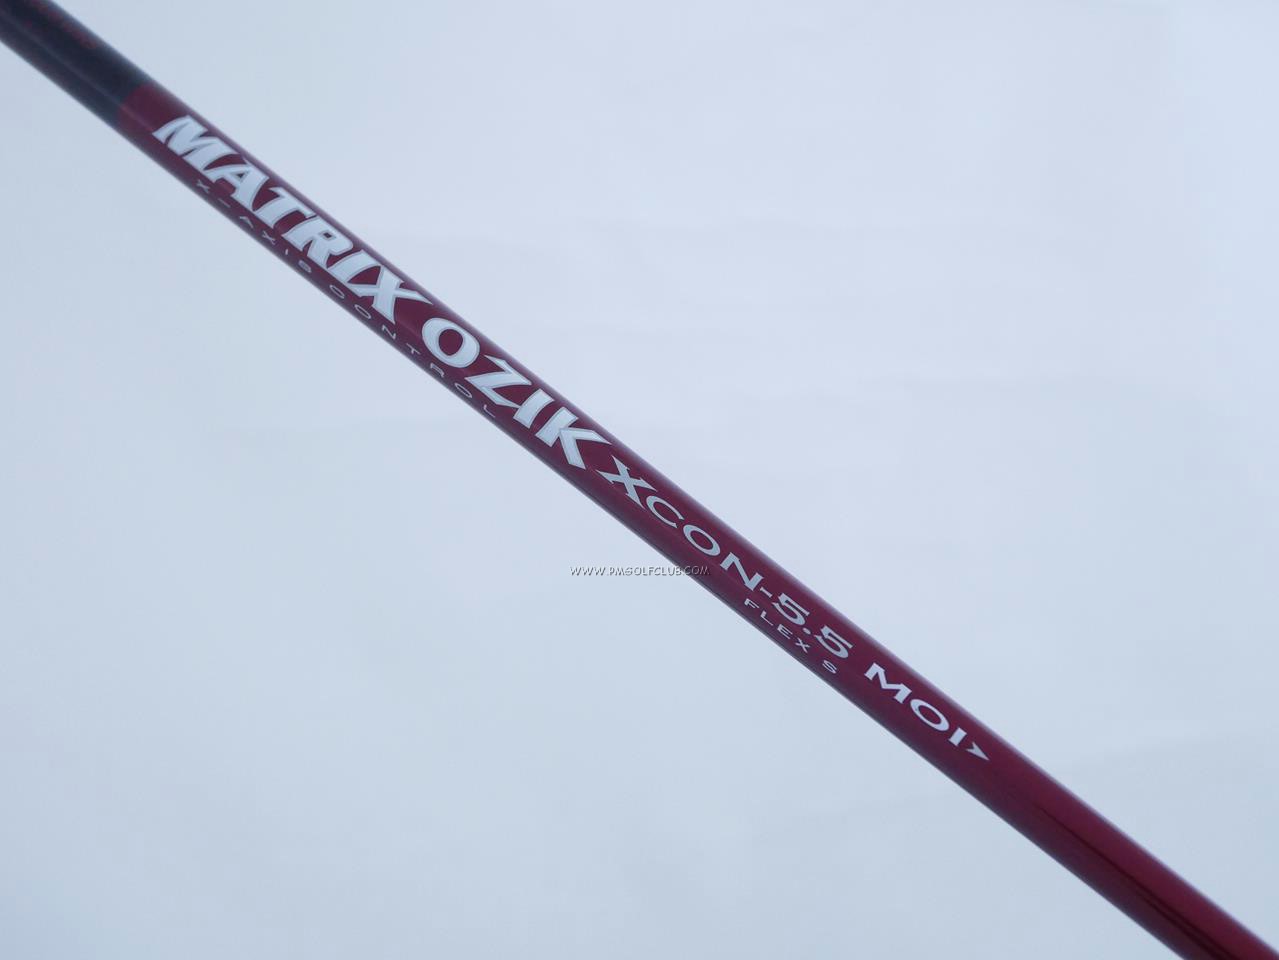 MATRIX OZIK XCON-5.5 MOI
X-AXIS CONTROL
FLEX S
WWW.PMGOLFCLUB.COM